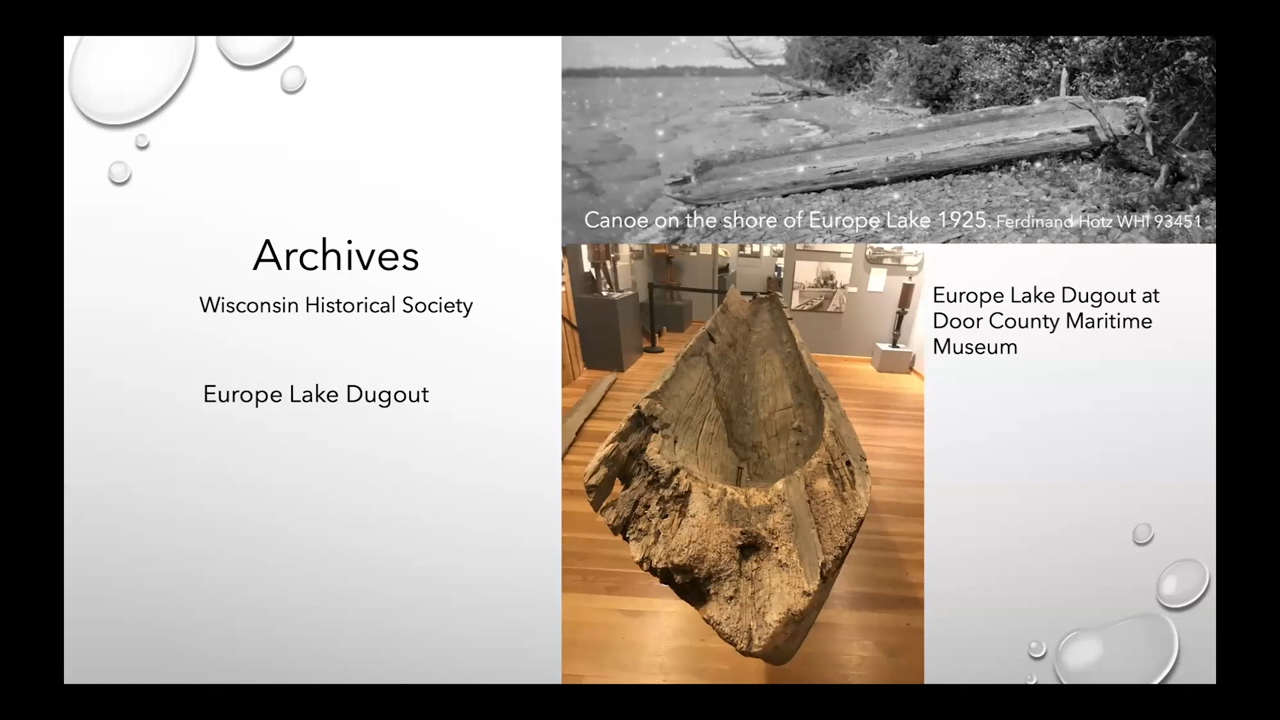 Archives
Wisconsin Historical Society
Europe Lake Dugout
Canoe on the shore of Europe Lake 1925. Ferdinand Hotz WHI 93451
Europe Lake Dugout at
Door County Maritime
Museum